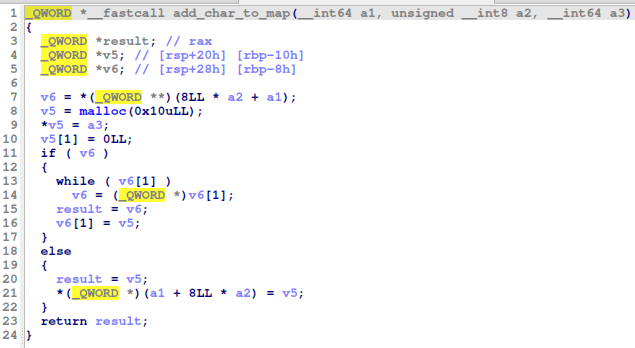 1 _QWORD *__fastcall add_char_to_map(__int64 a1, unsigned __int8 a2, __int64 a3)
2 {
3   _QWORD *result; // rax
4   _QWORD *v5; // [rsp+20h] [rbp-10h]
5   _QWORD *v6; // [rsp+28h] [rbp-8h]
6
7   v6 = *(_QWORD **)(8LL * a2 + a1);
8   v5 = malloc(0x10uLL);
9   *v5 = a3;
10   v5[1] = 0LL;
11   if ( v6 )
12   {
13     while ( v6[1] )
14       v6 = (_QWORD *)v6[1];
15     result = v6;
16     v6[1] = v5;
17   }
18   else
19   {
20     result = v5;
21     *(_QWORD *)(a1 + 8LL * a2) = v5;
22   }
23   return result;
24 }